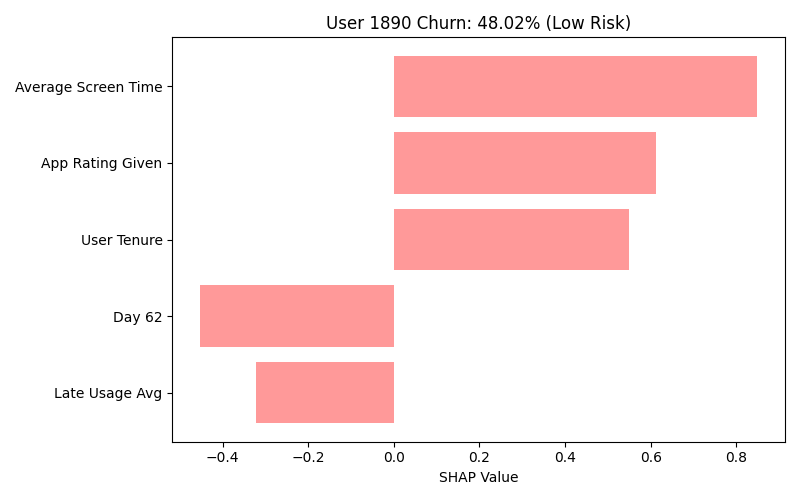 User 1890 Churn: 48.02% (Low Risk)
Average Screen Time
App Rating Given
User Tenure
Day 62
Late Usage Avg
−0.4 −0.2 0.0 0.2 0.4 0.6 0.8
SHAP Value